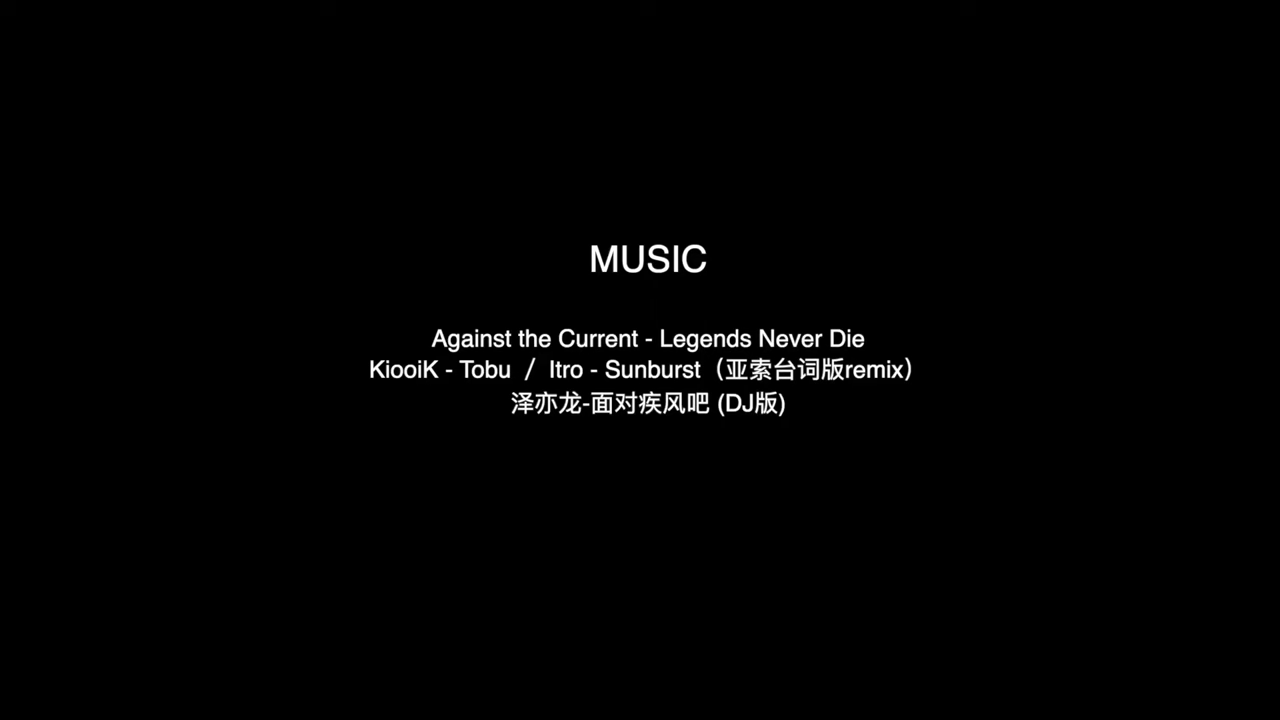 MUSIC
Against the Current - Legends Never Die
KiooiK - Tobu ／ Itro - Sunburst（亚索台词版remix）
泽亦龙-面对疾风吧 (DJ版)